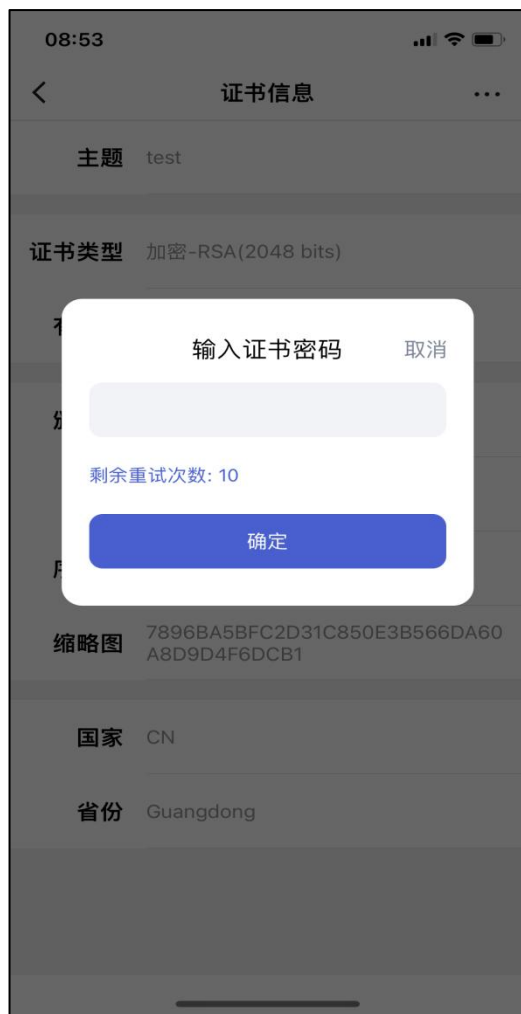 08:53
证书信息
主题 test
证书类型 加密-RSA(2048 bits)
输入证书密码 取消
剩余重试次数: 10
确定
缩略图 7896BA5BFC2D31C850E3B566DA60
A8D9D4F6DCB1
国家 CN
省份 Guangdong